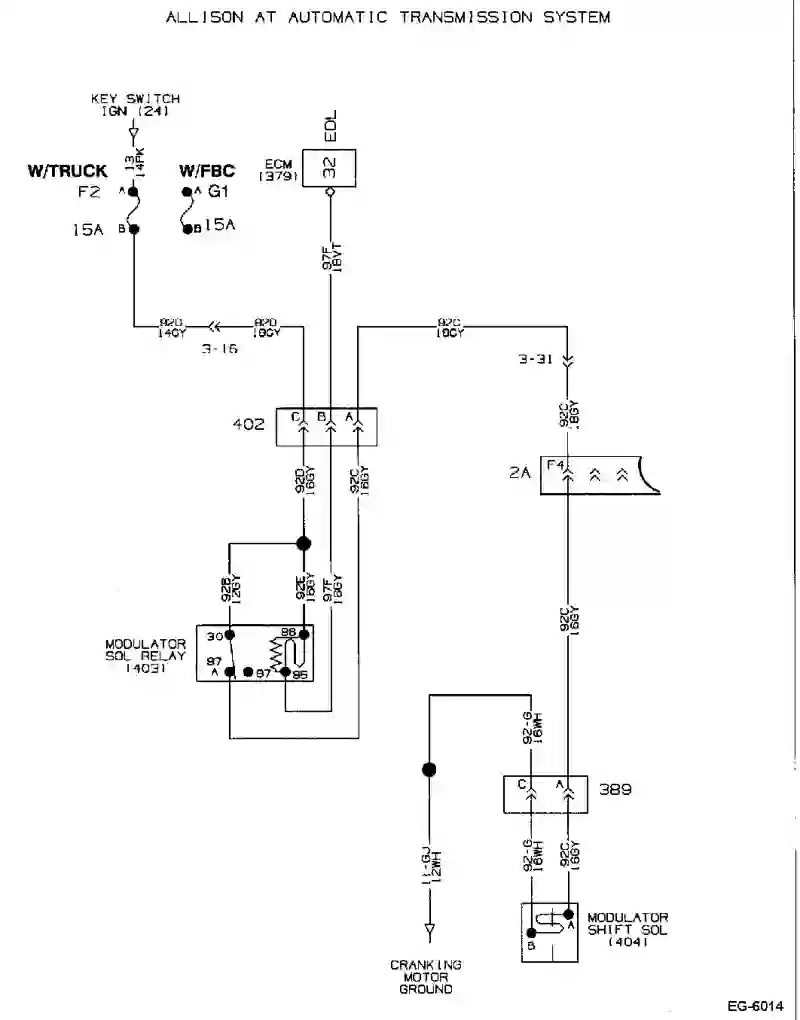 ALLISON AT AUTOMATIC TRANSMISSION SYSTEM
KEY SWITCH
IGN (24)
13
14PK
W/TRUCK
W/FBC
F2
A
A
G1
15A
B
B
15A
EDL
ECM
(379)
32
97F
18VT
92D
14GY
92D
18GY
3-16
92C
18GY
3-31
92C
18GY
402
C
B
A
2A
F4
92D
16GY
92C
16GY
92B
12GY
92E
16GY
97F
16GY
92C
16GY
MODULATOR
SOL RELAY
(403)
30
86
87
A
87
85
92-G
16WH
C
A
389
11-GJ
12WH
92-G
16WH
92C
16GY
A
B
MODULATOR
SHIFT SOL
(404)
CRANKING
MOTOR
GROUND
EG-6014